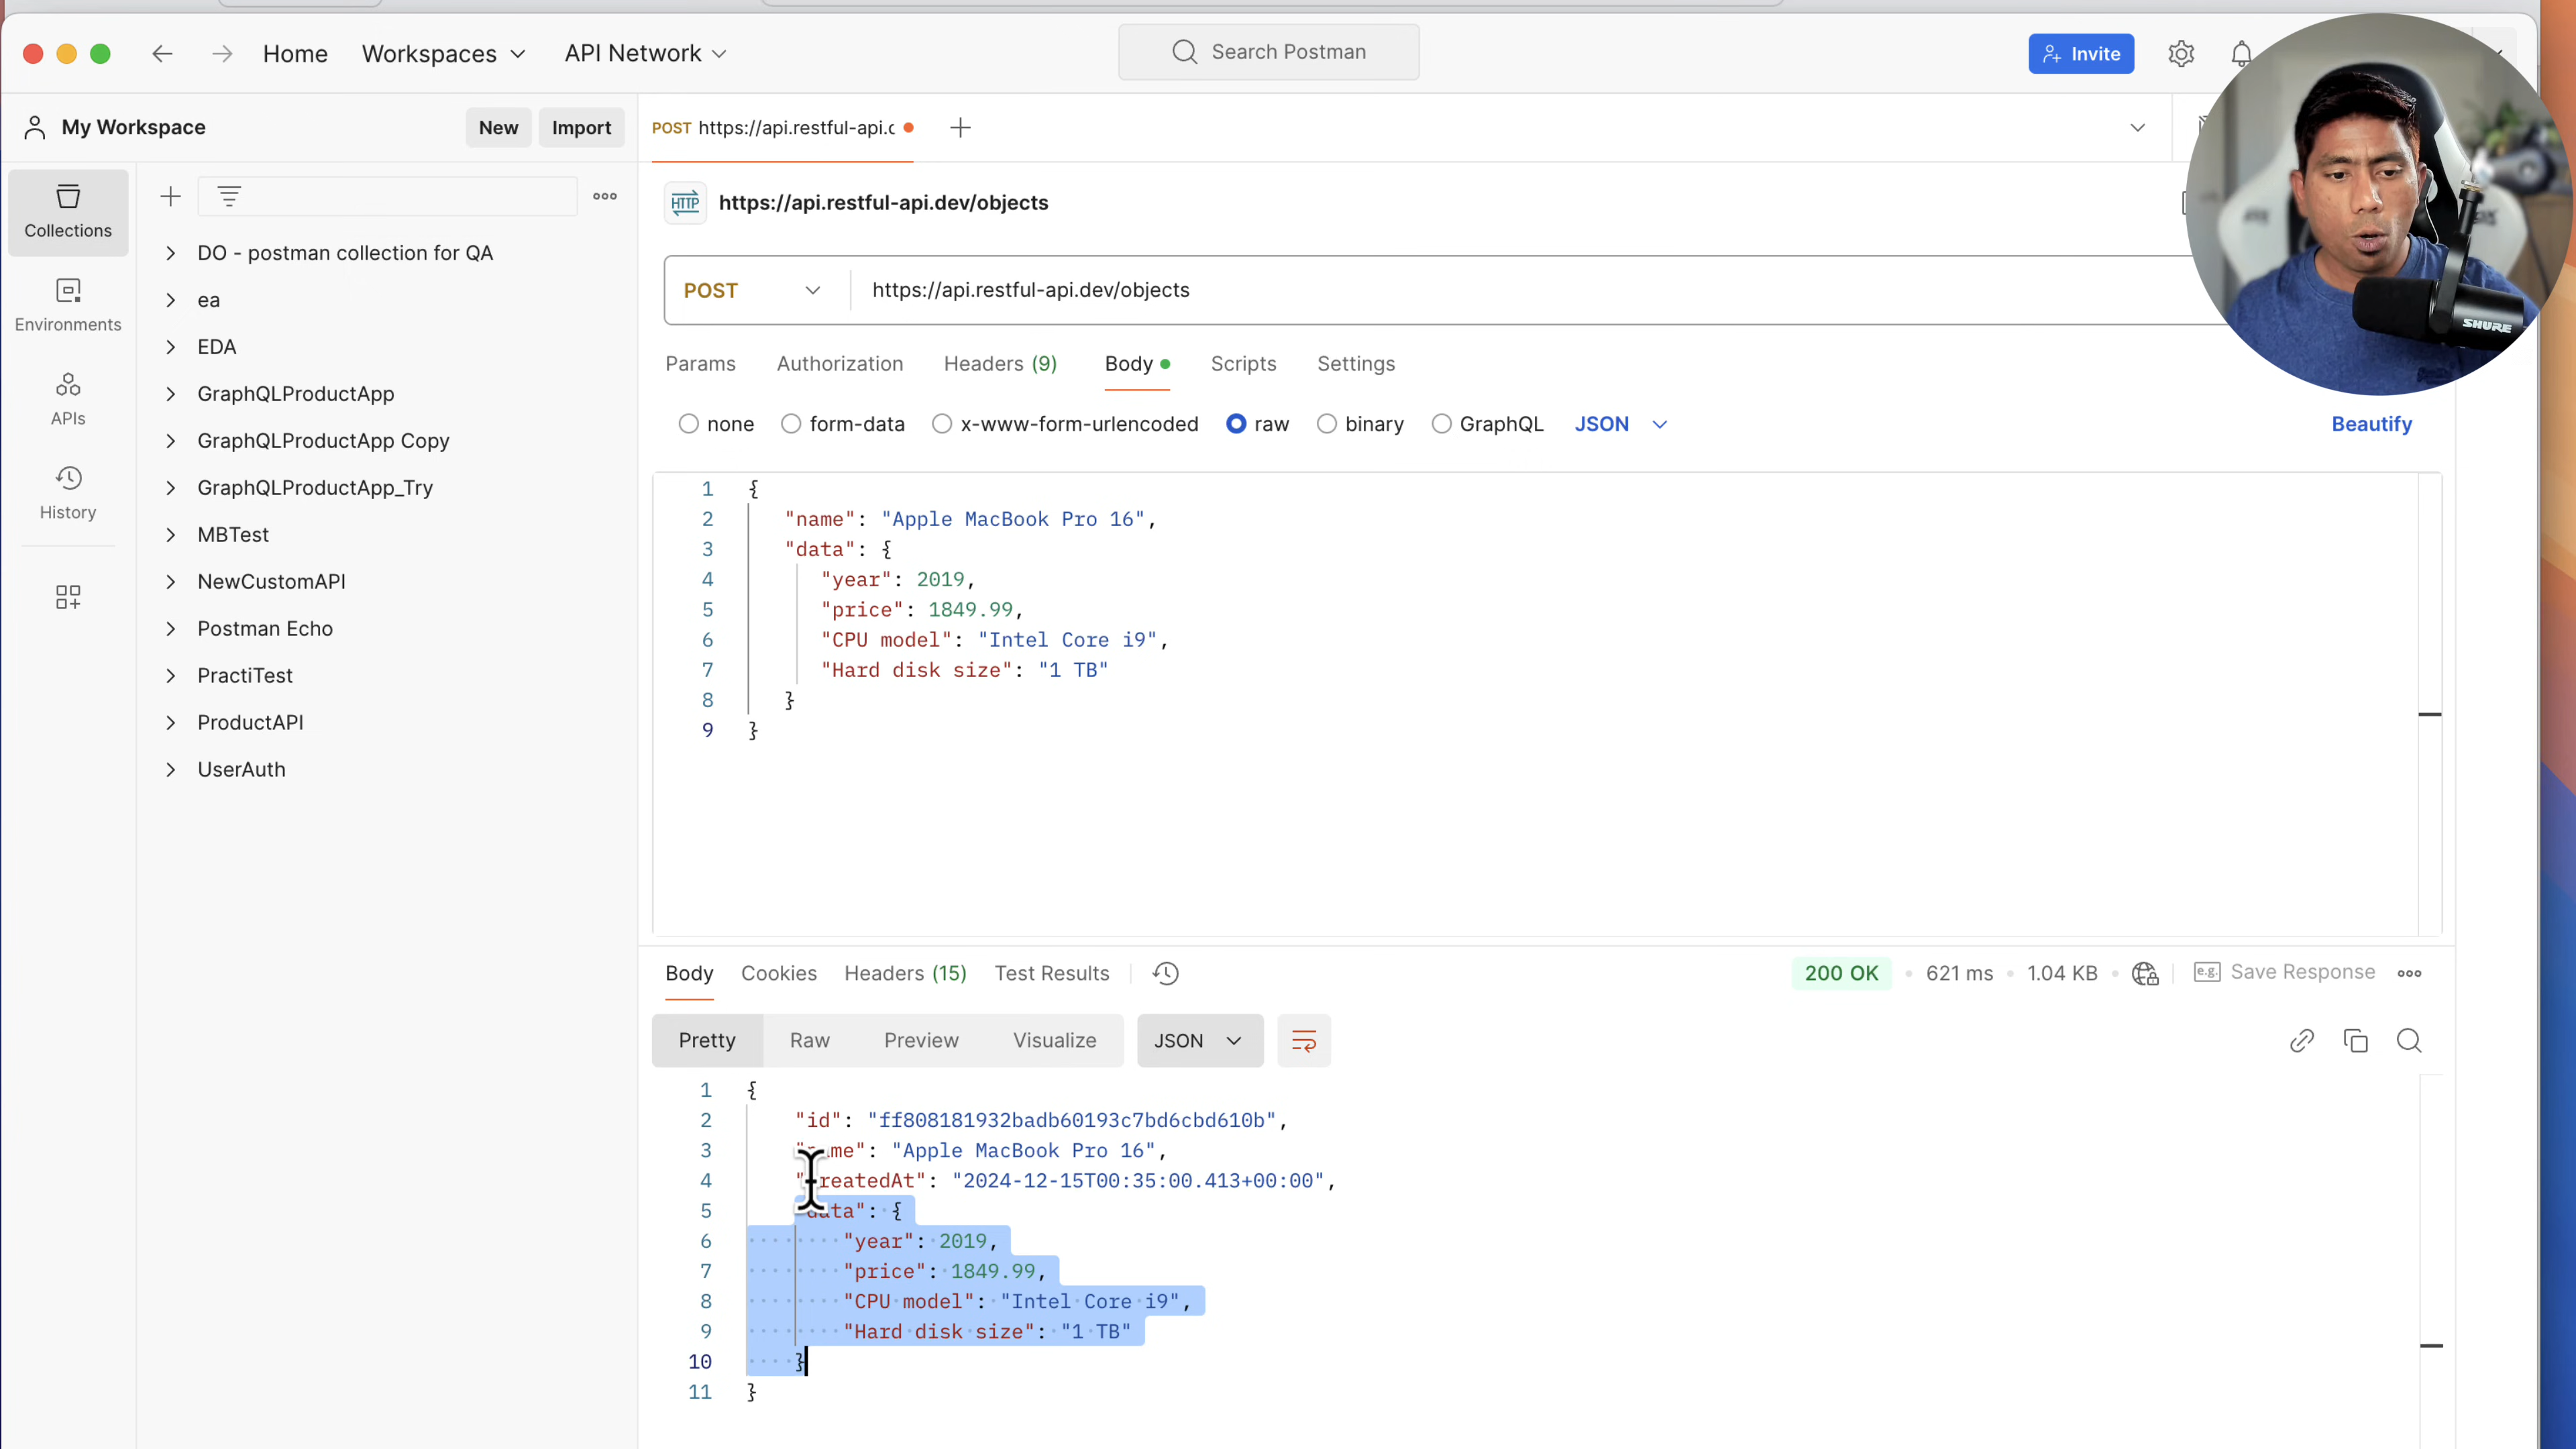 Home Workspaces API Network Search Postman Invite
My Workspace New Import POST https://api.restful-api.c
Collections
Environments
APIs
History
DO - postman collection for QA
ea
EDA
GraphQLProductApp
GraphQLProductApp Copy
GraphQLProductApp_Try
MBTest
NewCustomAPI
Postman Echo
PractiTest
ProductAPI
UserAuth
HTTP https://api.restful-api.dev/objects
POST https://api.restful-api.dev/objects
Params Authorization Headers (9) Body Scripts Settings
none form-data x-www-form-urlencoded raw binary GraphQL JSON Beautify
1 {
2 "name": "Apple MacBook Pro 16",
3 "data": {
4 "year": 2019,
5 "price": 1849.99,
6 "CPU model": "Intel Core i9",
7 "Hard disk size": "1 TB"
8 }
9 }
Body Cookies Headers (15) Test Results 200 OK 621 ms 1.04 KB e.g. Save Response
Pretty Raw Preview Visualize JSON
1 {
2 "id": "ff808181932badb60193c7bd6cbd610b",
3 "name": "Apple MacBook Pro 16",
4 "createdAt": "2024-12-15T00:35:00.413+00:00",
5 "data": {
6 "year": 2019,
7 "price": 1849.99,
8 "CPU model": "Intel Core i9",
9 "Hard disk size": "1 TB"
10 }
11 }
SHURE